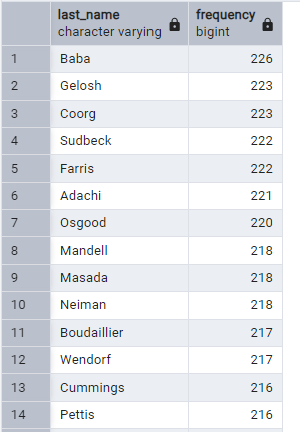 last_name frequency
character varying bigint
1 Baba 226
2 Gelosh 223
3 Coorg 223
4 Sudbeck 222
5 Farris 222
6 Adachi 221
7 Osgood 220
8 Mandell 218
9 Masada 218
10 Neiman 218
11 Boudaillier 217
12 Wendorf 217
13 Cummings 216
14 Pettis 216